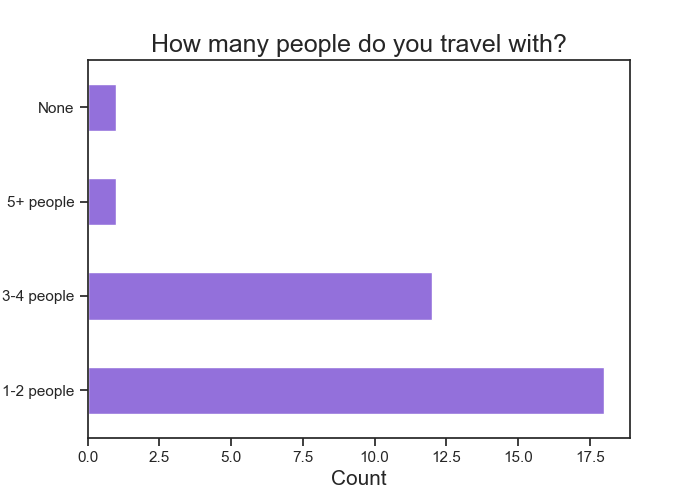 How many people do you travel with?
None
5+ people
3-4 people
1-2 people
0.0 2.5 5.0 7.5 10.0 12.5 15.0 17.5
Count